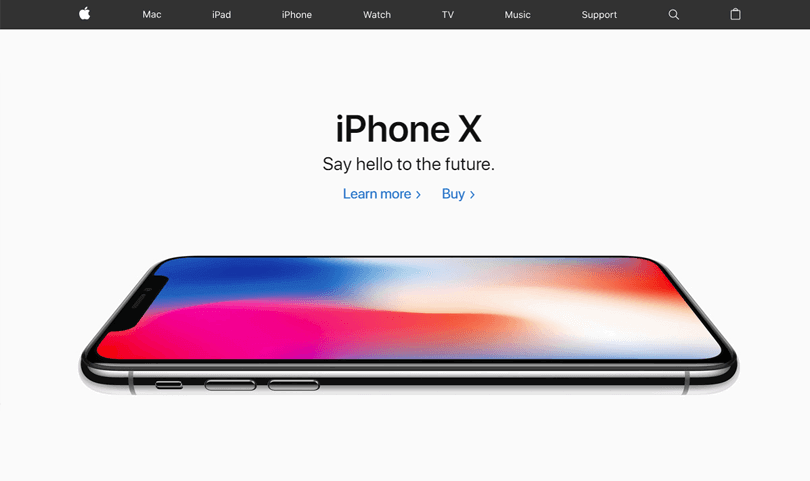 Mac iPad iPhone Watch TV Music Support
iPhone X
Say hello to the future.
Learn more > Buy >